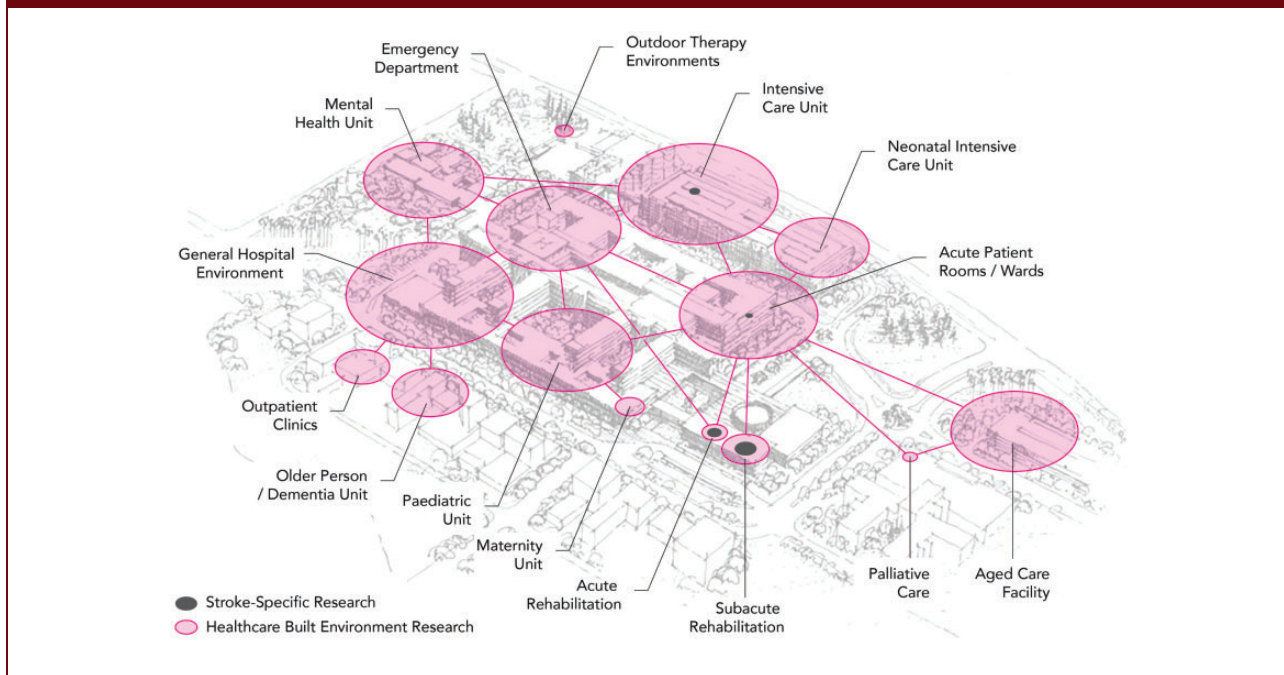 Emergency
Department
Outdoor Therapy
Environments
Intensive
Care Unit
Mental
Health Unit
Neonatal Intensive
Care Unit
General Hospital
Environment
Acute Patient
Rooms / Wards
Outpatient
Clinics
Older Person
/ Dementia Unit
Paediatric
Unit
Maternity
Unit
Acute
Rehabilitation
Subacute
Rehabilitation
Palliative
Care
Aged Care
Facility
Stroke-Specific Research
Healthcare Built Environment Research